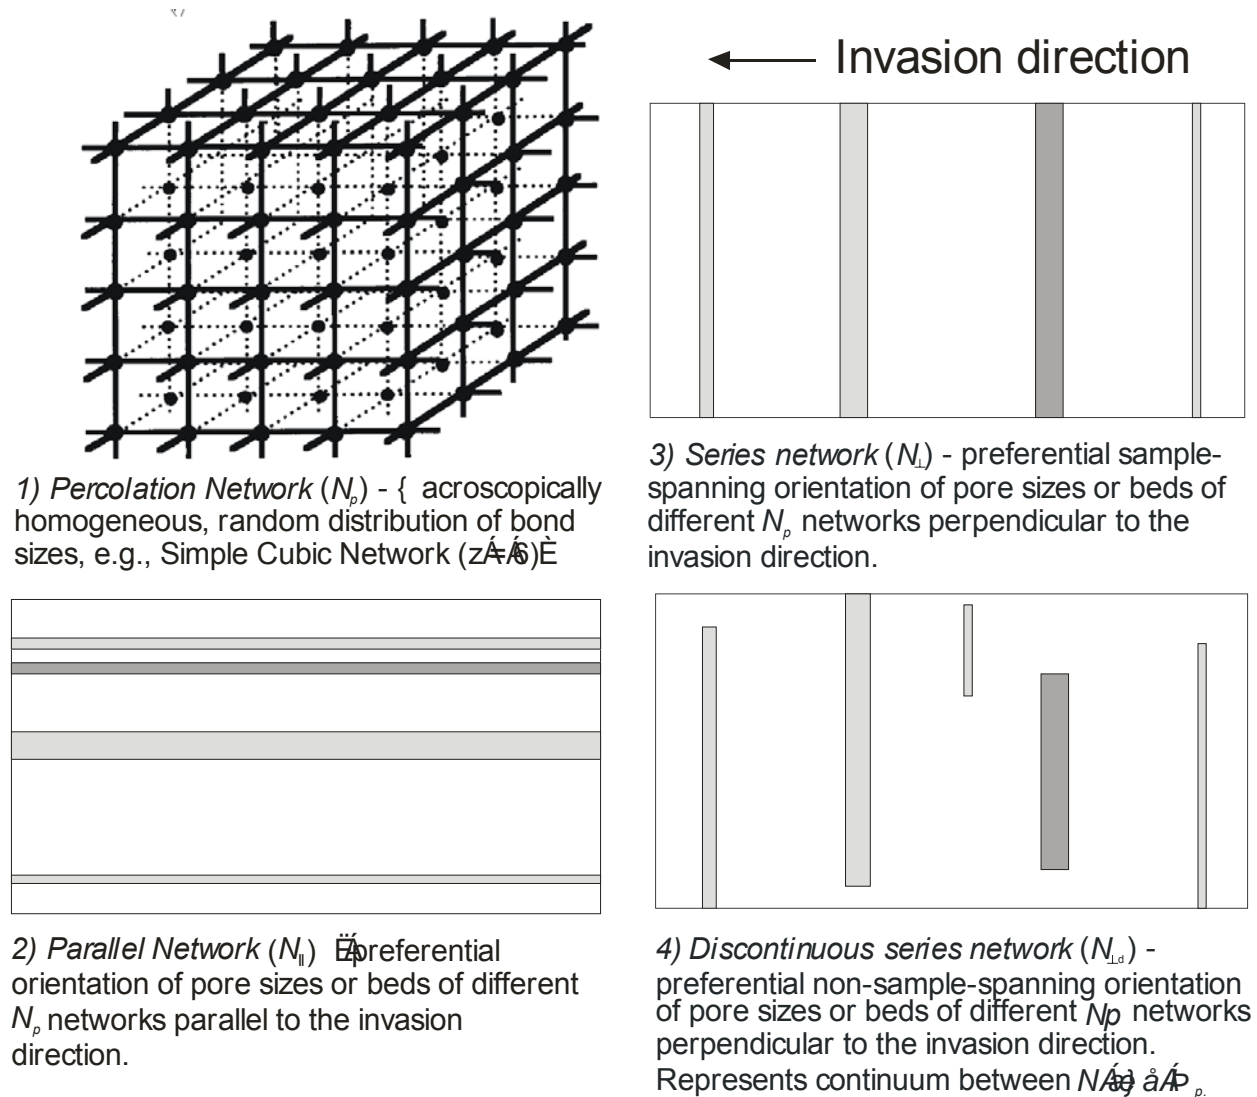 Invasion direction
1) Percolation Network (Nₚ) - { acroscopically
homogeneous, random distribution of bond
sizes, e.g., Simple Cubic Network
3) Series network (N⊥) - preferential sample-
spanning orientation of pore sizes or beds of
different Nₚ networks perpendicular to the
invasion direction.
2) Parallel Network (N||) preferential
orientation of pore sizes or beds of different
Nₚ networks parallel to the invasion
direction.
4) Discontinuous series network (N⊥d) -
preferential non-sample-spanning orientation
of pore sizes or beds of different Np networks
perpendicular to the invasion direction.
Represents continuum between